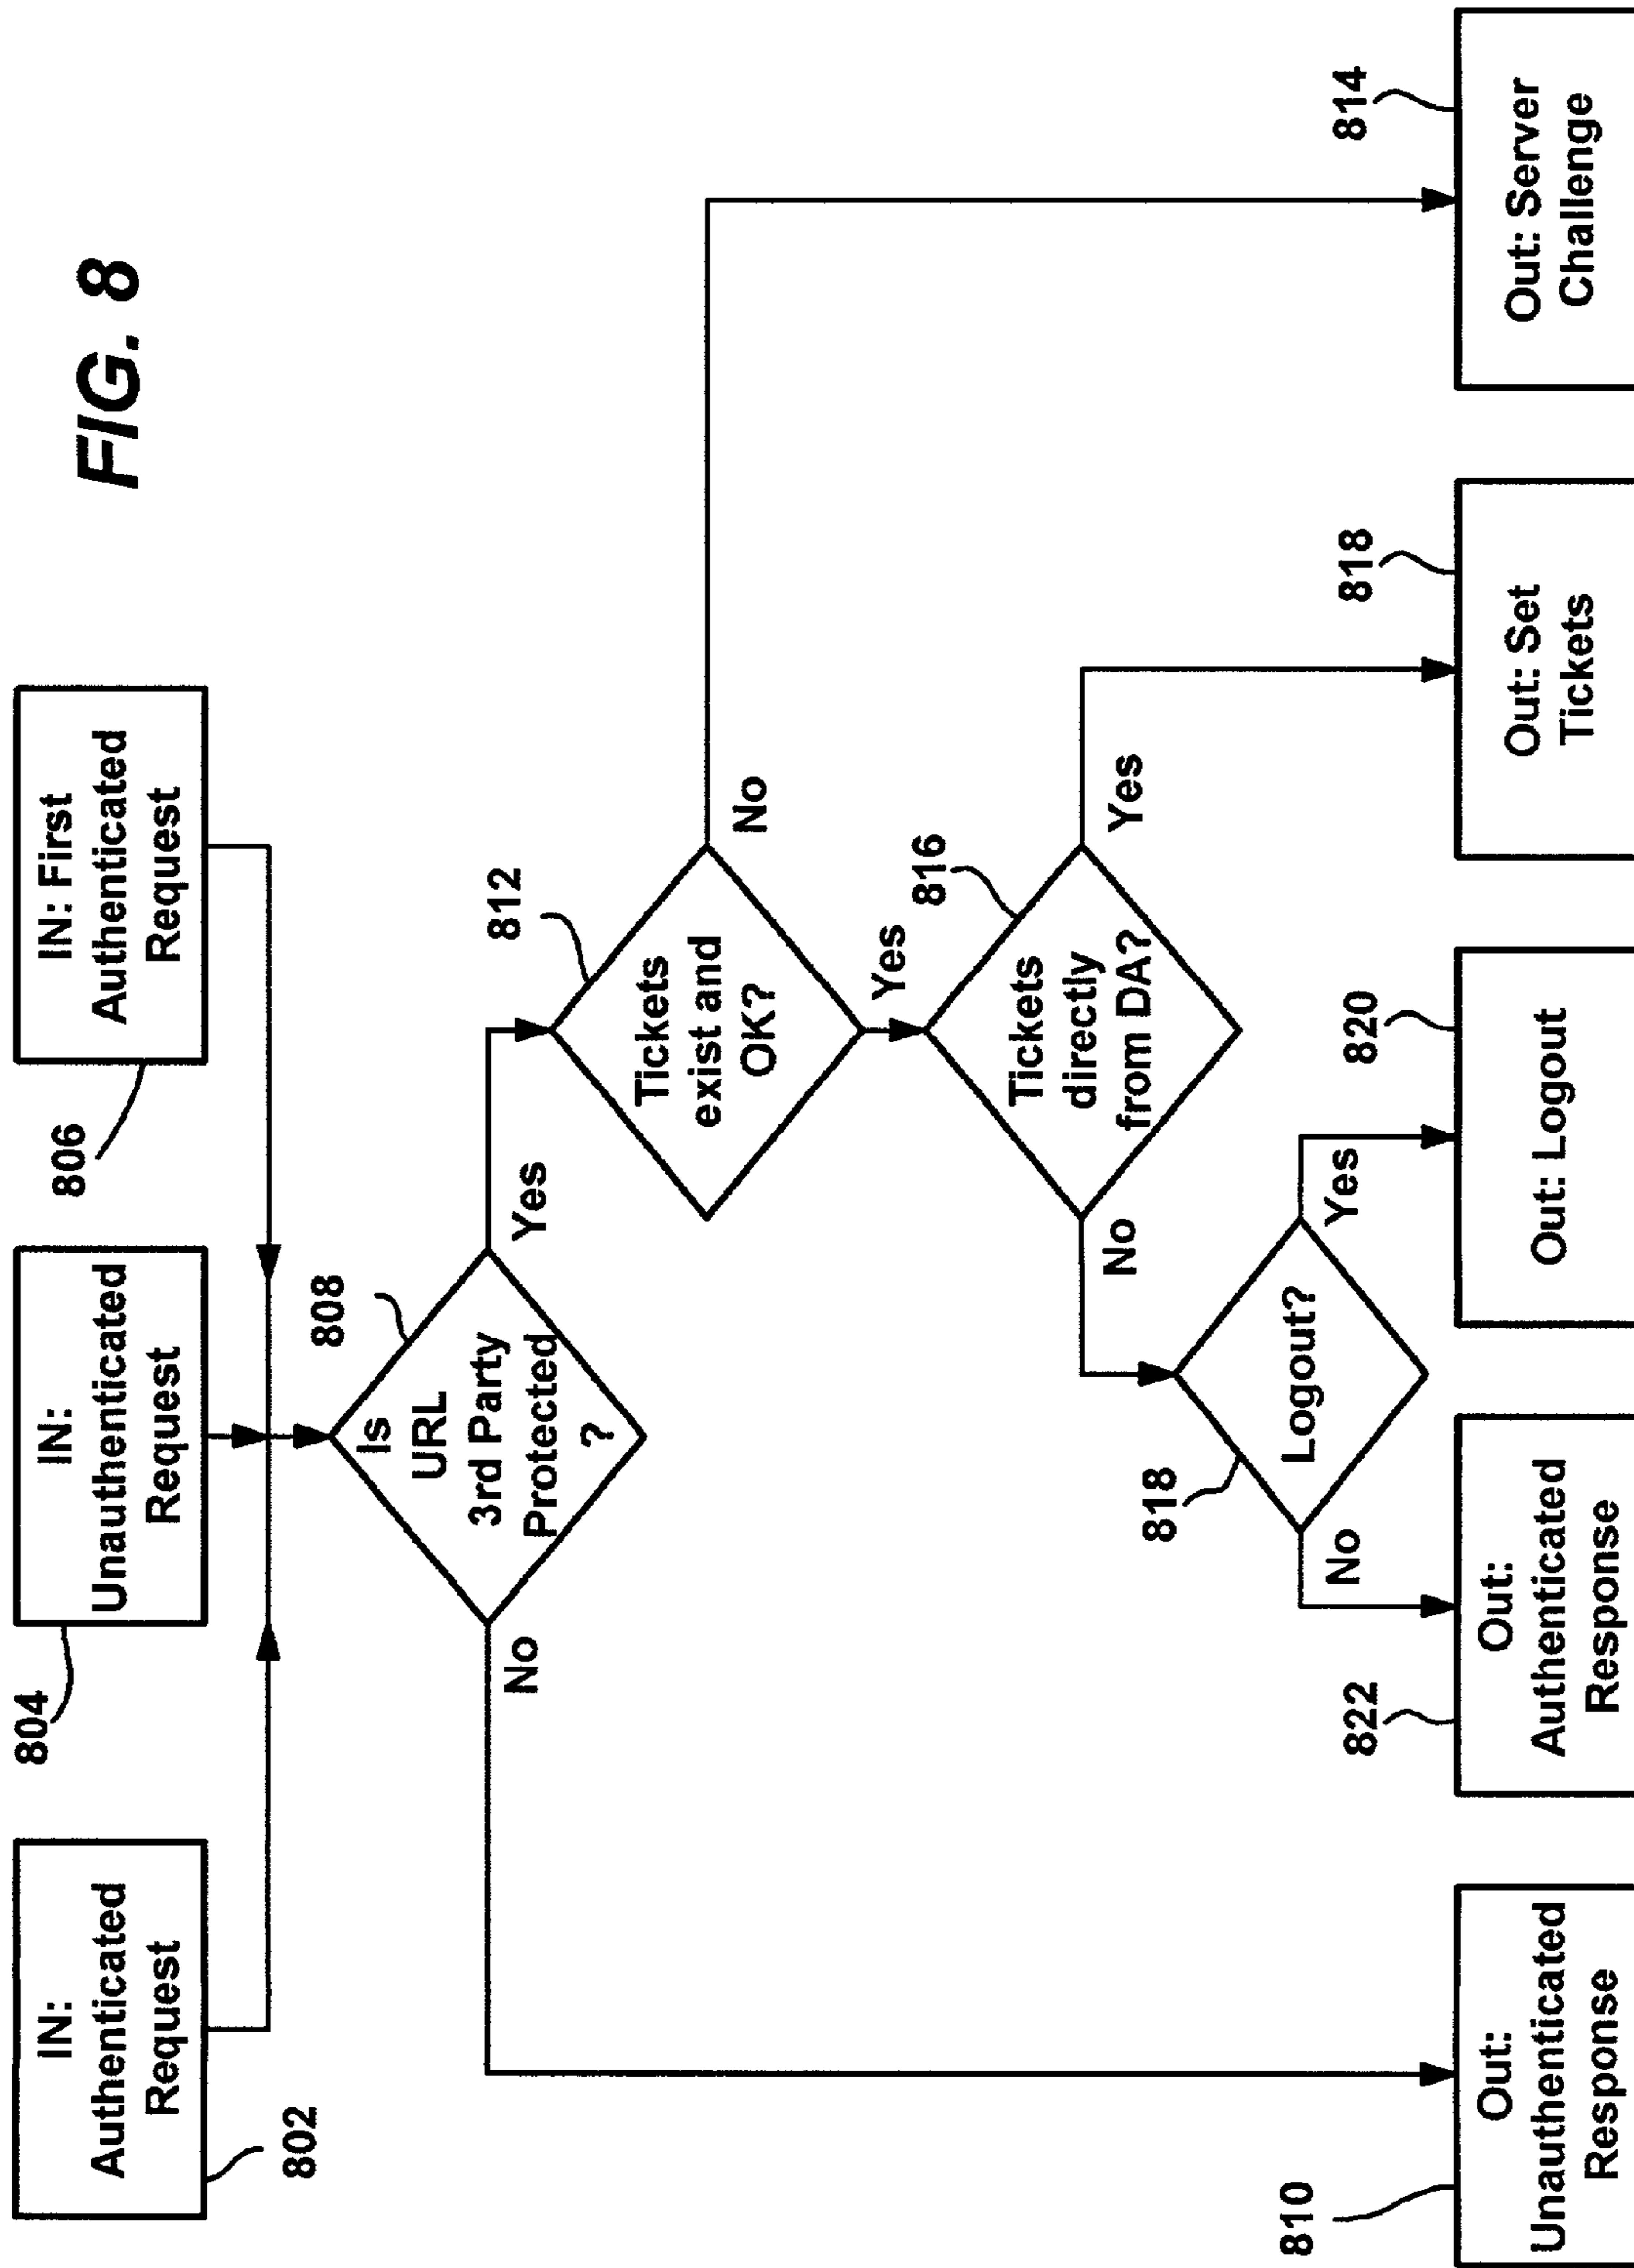 FIG. 8
IN:
Authenticated
Request
802
IN:
Unauthenticated
Request
804
IN: First
Authenticated
Request
806
Is
URL
3rd Party
Protected
?
808
No
Yes
Tickets
exist and
OK?
812
No
Yes
Tickets
directly
from DA?
816
No
Yes
Logout?
818
No
Yes
Out:
Unauthenticated
Response
810
Out:
Authenticated
Response
822
Out: Logout
820
Out: Set
Tickets
818
Out: Server
Challenge
814